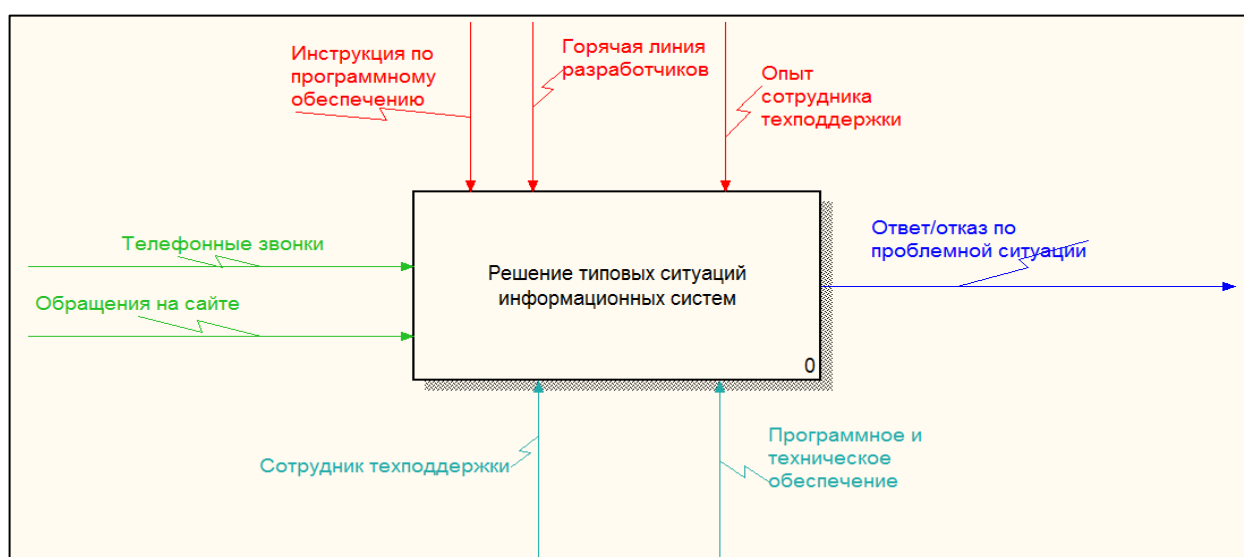 Инструкция по
программному
обеспечению
Горячая линия
разработчиков
Опыт
сотрудника
техподдержки
Телефонные звонки
Обращения на сайте
Решение типовых ситуаций
информационных систем
0
Ответ/отказ по
проблемной ситуации
Сотрудник техподдержки
Программное и
техническое
обеспечение